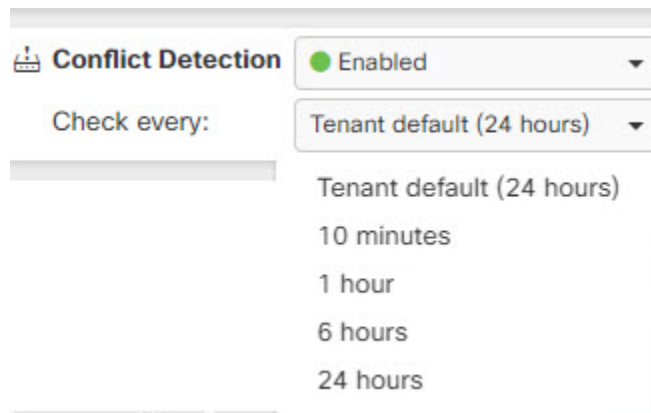 Conflict Detection Enabled
Check every: Tenant default (24 hours)
Tenant default (24 hours)
10 minutes
1 hour
6 hours
24 hours